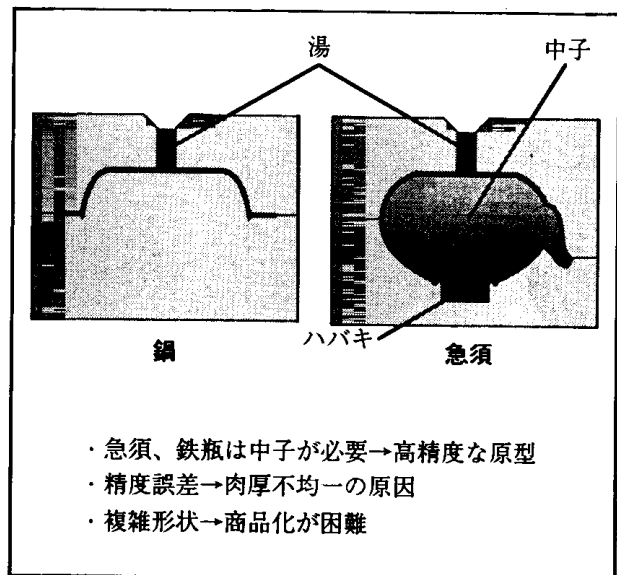 湯
中子
ハバキ
鍋
急須
・急須、鉄瓶は中子が必要→高精度な原型
・精度誤差→肉厚不均一の原因
・複雑形状→商品化が困難